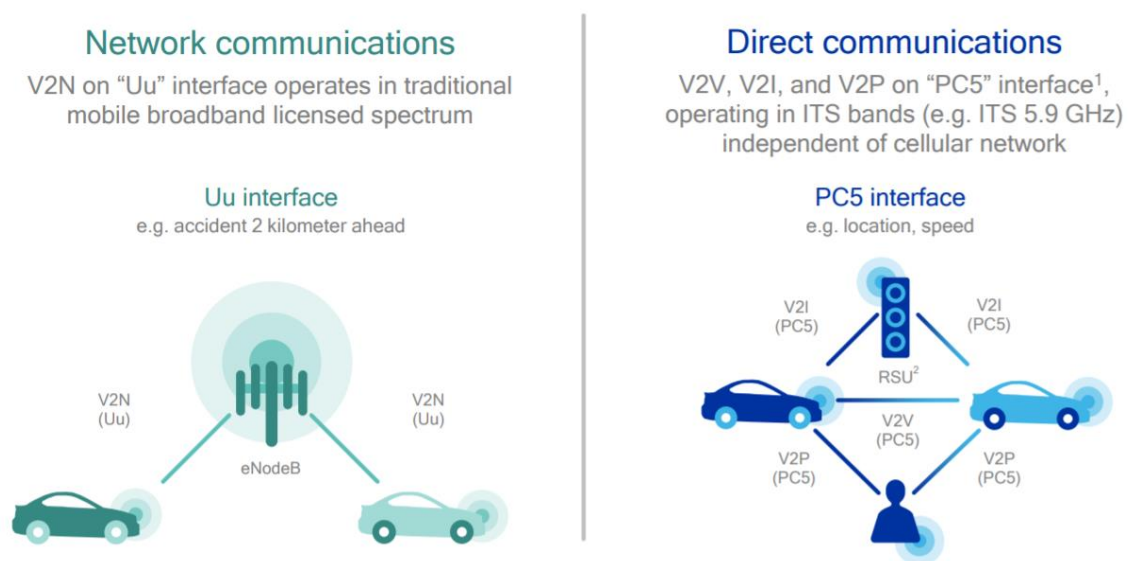 Network communications
V2N on “Uu” interface operates in traditional
mobile broadband licensed spectrum
Uu interface
e.g. accident 2 kilometer ahead
V2N
(Uu)
V2N
(Uu)
eNodeB
Direct communications
V2V, V2I, and V2P on “PC5” interface¹,
operating in ITS bands (e.g. ITS 5.9 GHz)
independent of cellular network
PC5 interface
e.g. location, speed
V2I
(PC5)
V2I
(PC5)
RSU²
V2V
(PC5)
V2P
(PC5)
V2P
(PC5)